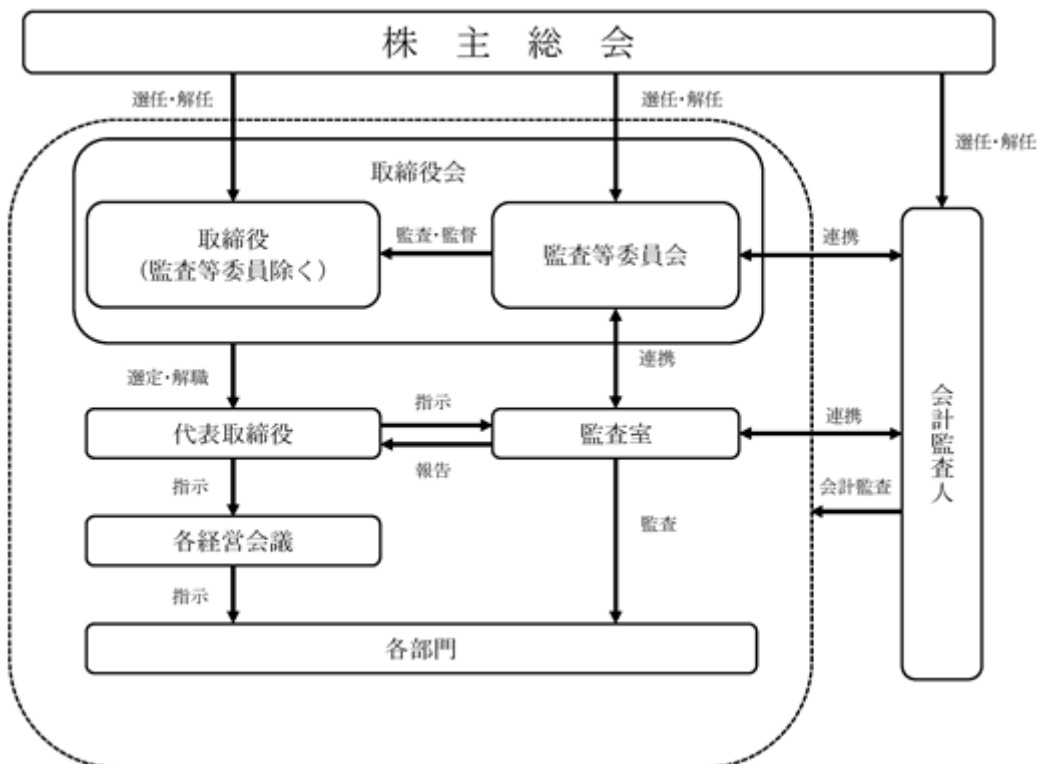 株主総会
選任・解任
選任・解任
選任・解任
取締役会
取締役
(監査等委員除く)
監査・監督
監査等委員会
連携
選定・解職
連携
代表取締役
指示
報告
監査室
連携
会計監査人
指示
会計監査
監査
各経営会議
指示
各部門